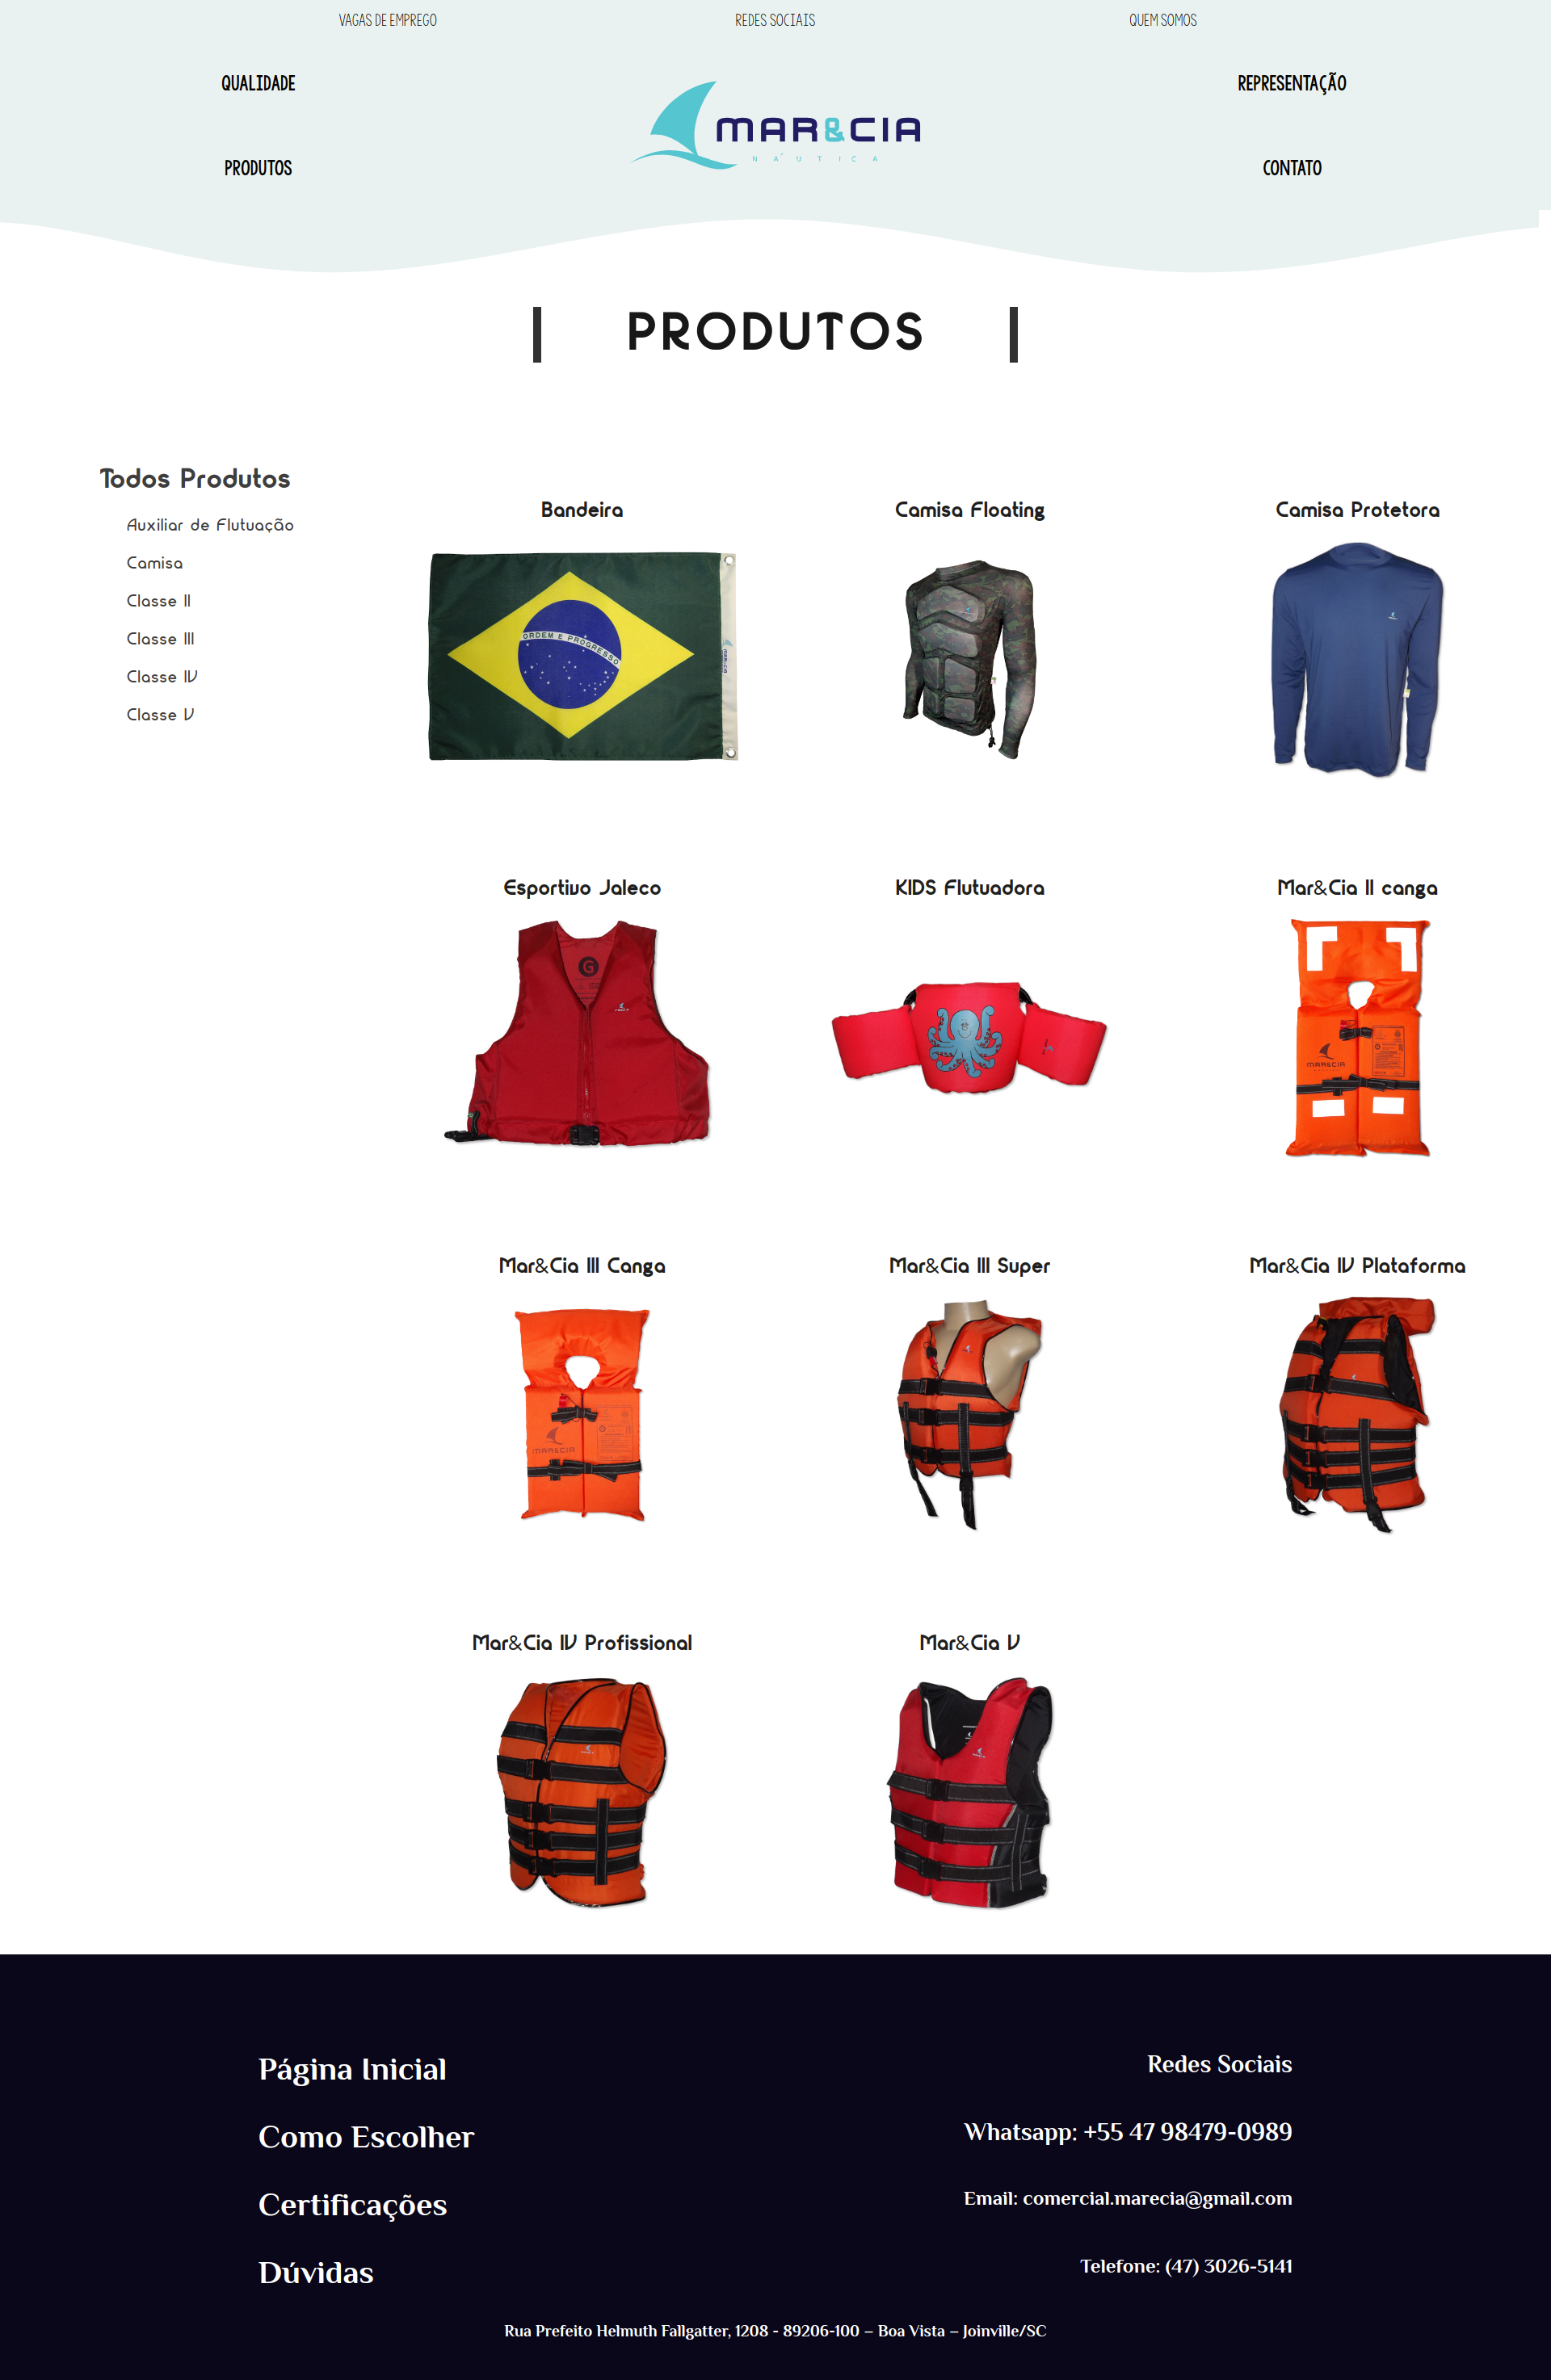 VAGAS DE EMPREGO
REDES SOCIAIS
QUEM SOMOS
QUALIDADE
REPRESENTAÇÃO
MAR&CIA
NÁUTICA
PRODUTOS
CONTATO
PRODUTOS
Todos Produtos
Auxiliar de Flutuação
Camisa
Classe II
Classe III
Classe IV
Classe V
Bandeira
Camisa Floating
Camisa Protetora
ORDEM E PROGRESSO
Esportivo Jaleco
KIDS Flutuadora
Mar&Cia II canga
G
MAR&CIA
Mar&Cia III Canga
Mar&Cia III Super
Mar&Cia IV Plataforma
MAR&CIA
Mar&Cia IV Profissional
Mar&Cia V
Página Inicial
Como Escolher
Certificações
Dúvidas
Redes Sociais
Whatsapp: +55 47 98479-0989
Email: comercial.marecia@gmail.com
Telefone: (47) 3026-5141
Rua Prefeito Helmuth Fallgatter, 1208 - 89206-100 – Boa Vista – Joinville/SC